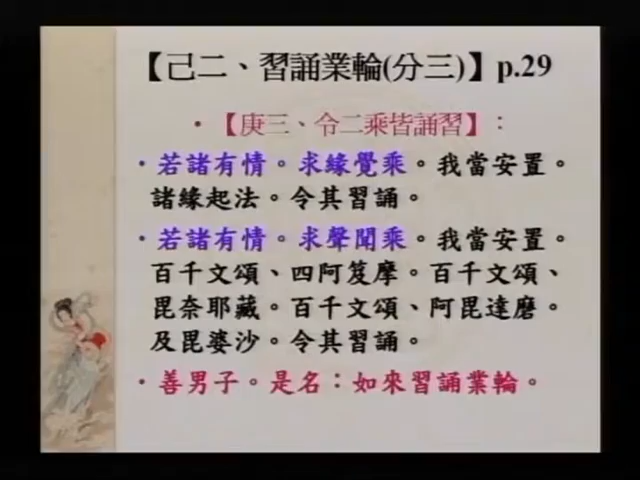 【己二、習誦業輪(分三)】p.29
•【庚三、令二乘皆誦習】：
•若諸有情。求緣覺乘。我當安置。
諸緣起法。令其習誦。
•若諸有情。求聲聞乘。我當安置。
百千文頌、四阿笈摩。百千文頌、
毘奈耶藏。百千文頌、阿毘達磨。
及毘婆沙。令其習誦。
•善男子。是名：如來習誦業輪。